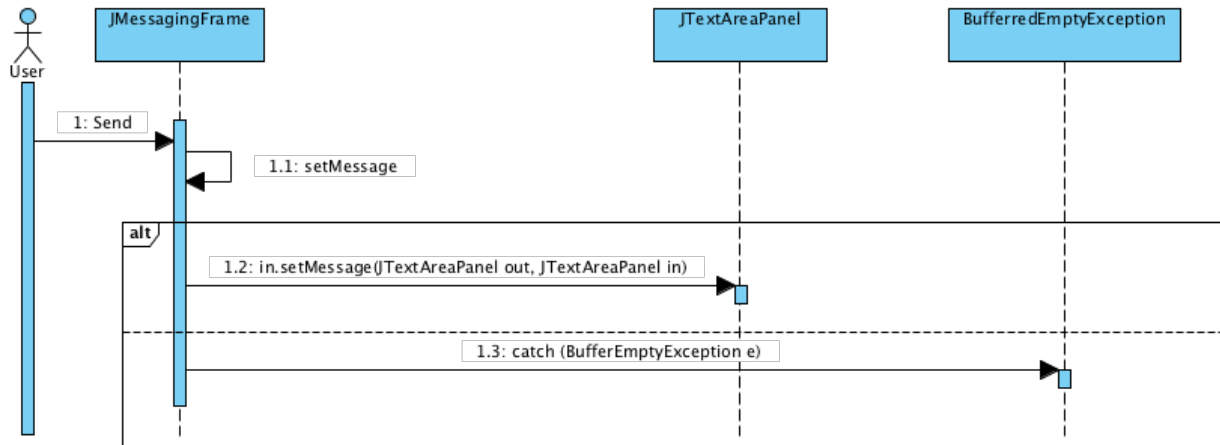 JMessagingFrame
JTextAreaPanel
BufferredEmptyException
User
1: Send
1.1: setMessage
alt
1.2: in.setMessage(JTextAreaPanel out, JTextAreaPanel in)
1.3: catch (BufferEmptyException e)